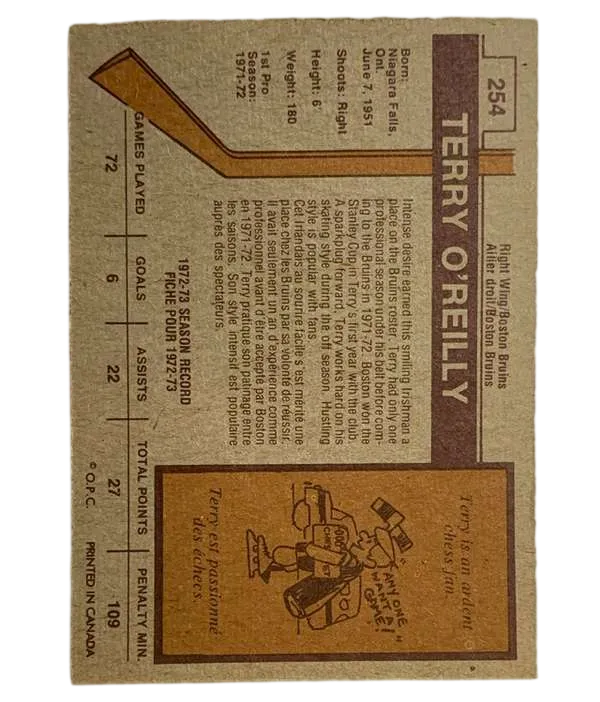 254
TERRY O'REILLY
Right Wing/Boston Bruins
Ailier droit/Boston Bruins
Born:
Niagara Falls,
Ont.
June 7, 1951
Shoots: Right
Height: 6'
Weight: 180
1st Pro
Season:
1971-72
Intense desire earned this smiling Irishman a
place on the Bruins roster. Terry had only one
professional season under his belt before com-
ing to the Bruins in 1971-72. Boston won the
Stanley Cup in Terry's first year with the club.
A sparkplug forward, Terry works hard on his
skating style during the off season. Hustling
style is popular with fans.
Cet Irlandais au sourire facile s'est mérité une
place chez les Bruins par sa volonté de réussir.
Il avait seulement un an d'expérience comme
professionnel avant d'être accepté par Boston
en 1971-72. Terry pratique son patinage entre
les saisons. Son style intensif est populaire
auprès des spectateurs.
Terry is an ardent
chess fan.
"ANY ONE
WANT A
GAME!"
CHESS
Terry est passionné
des échecs.
1972-73 SEASON RECORD
FICHE POUR 1972-73
GAMES PLAYED GOALS ASSISTS TOTAL POINTS PENALTY MIN.
72 6 22 27 109
© O.P.C. PRINTED IN CANADA